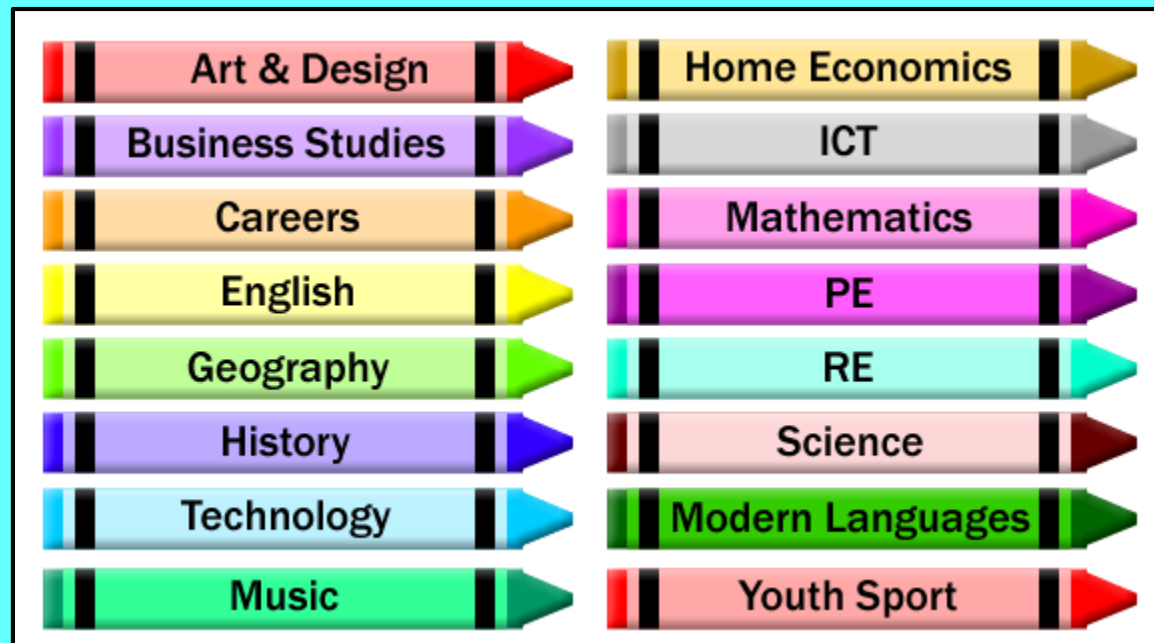 Art & Design
Business Studies
Careers
English
Geography
History
Technology
Music
Home Economics
ICT
Mathematics
PE
RE
Science
Modern Languages
Youth Sport